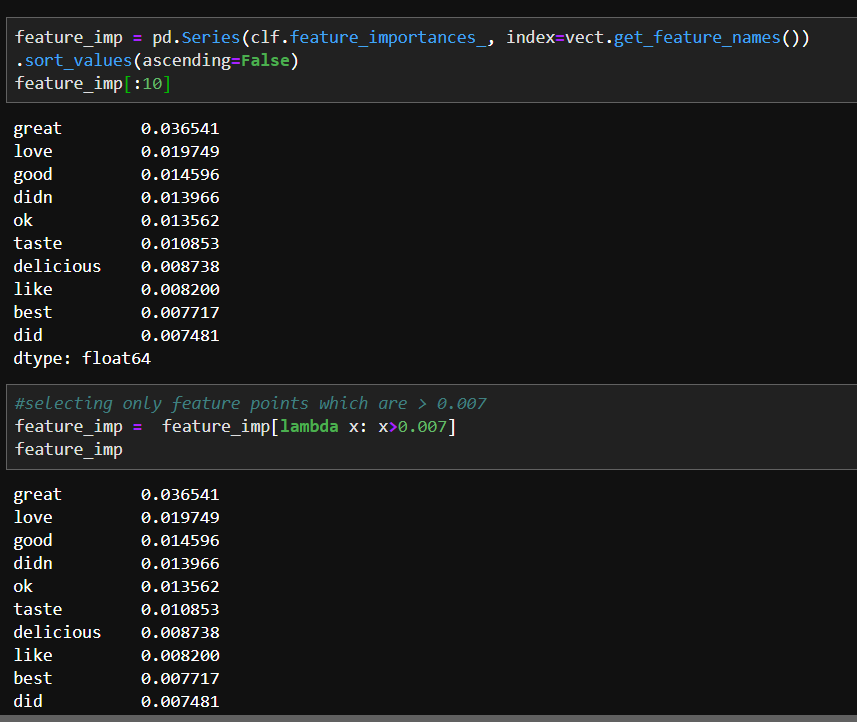 feature_imp = pd.Series(clf.feature_importances_, index=vect.get_feature_names())
.sort_values(ascending=False)
feature_imp[:10]
great 0.036541
love 0.019749
good 0.014596
didn 0.013966
ok 0.013562
taste 0.010853
delicious 0.008738
like 0.008200
best 0.007717
did 0.007481
dtype: float64
#selecting only feature points which are > 0.007
feature_imp =  feature_imp[lambda x: x>0.007]
feature_imp
great 0.036541
love 0.019749
good 0.014596
didn 0.013966
ok 0.013562
taste 0.010853
delicious 0.008738
like 0.008200
best 0.007717
did 0.007481